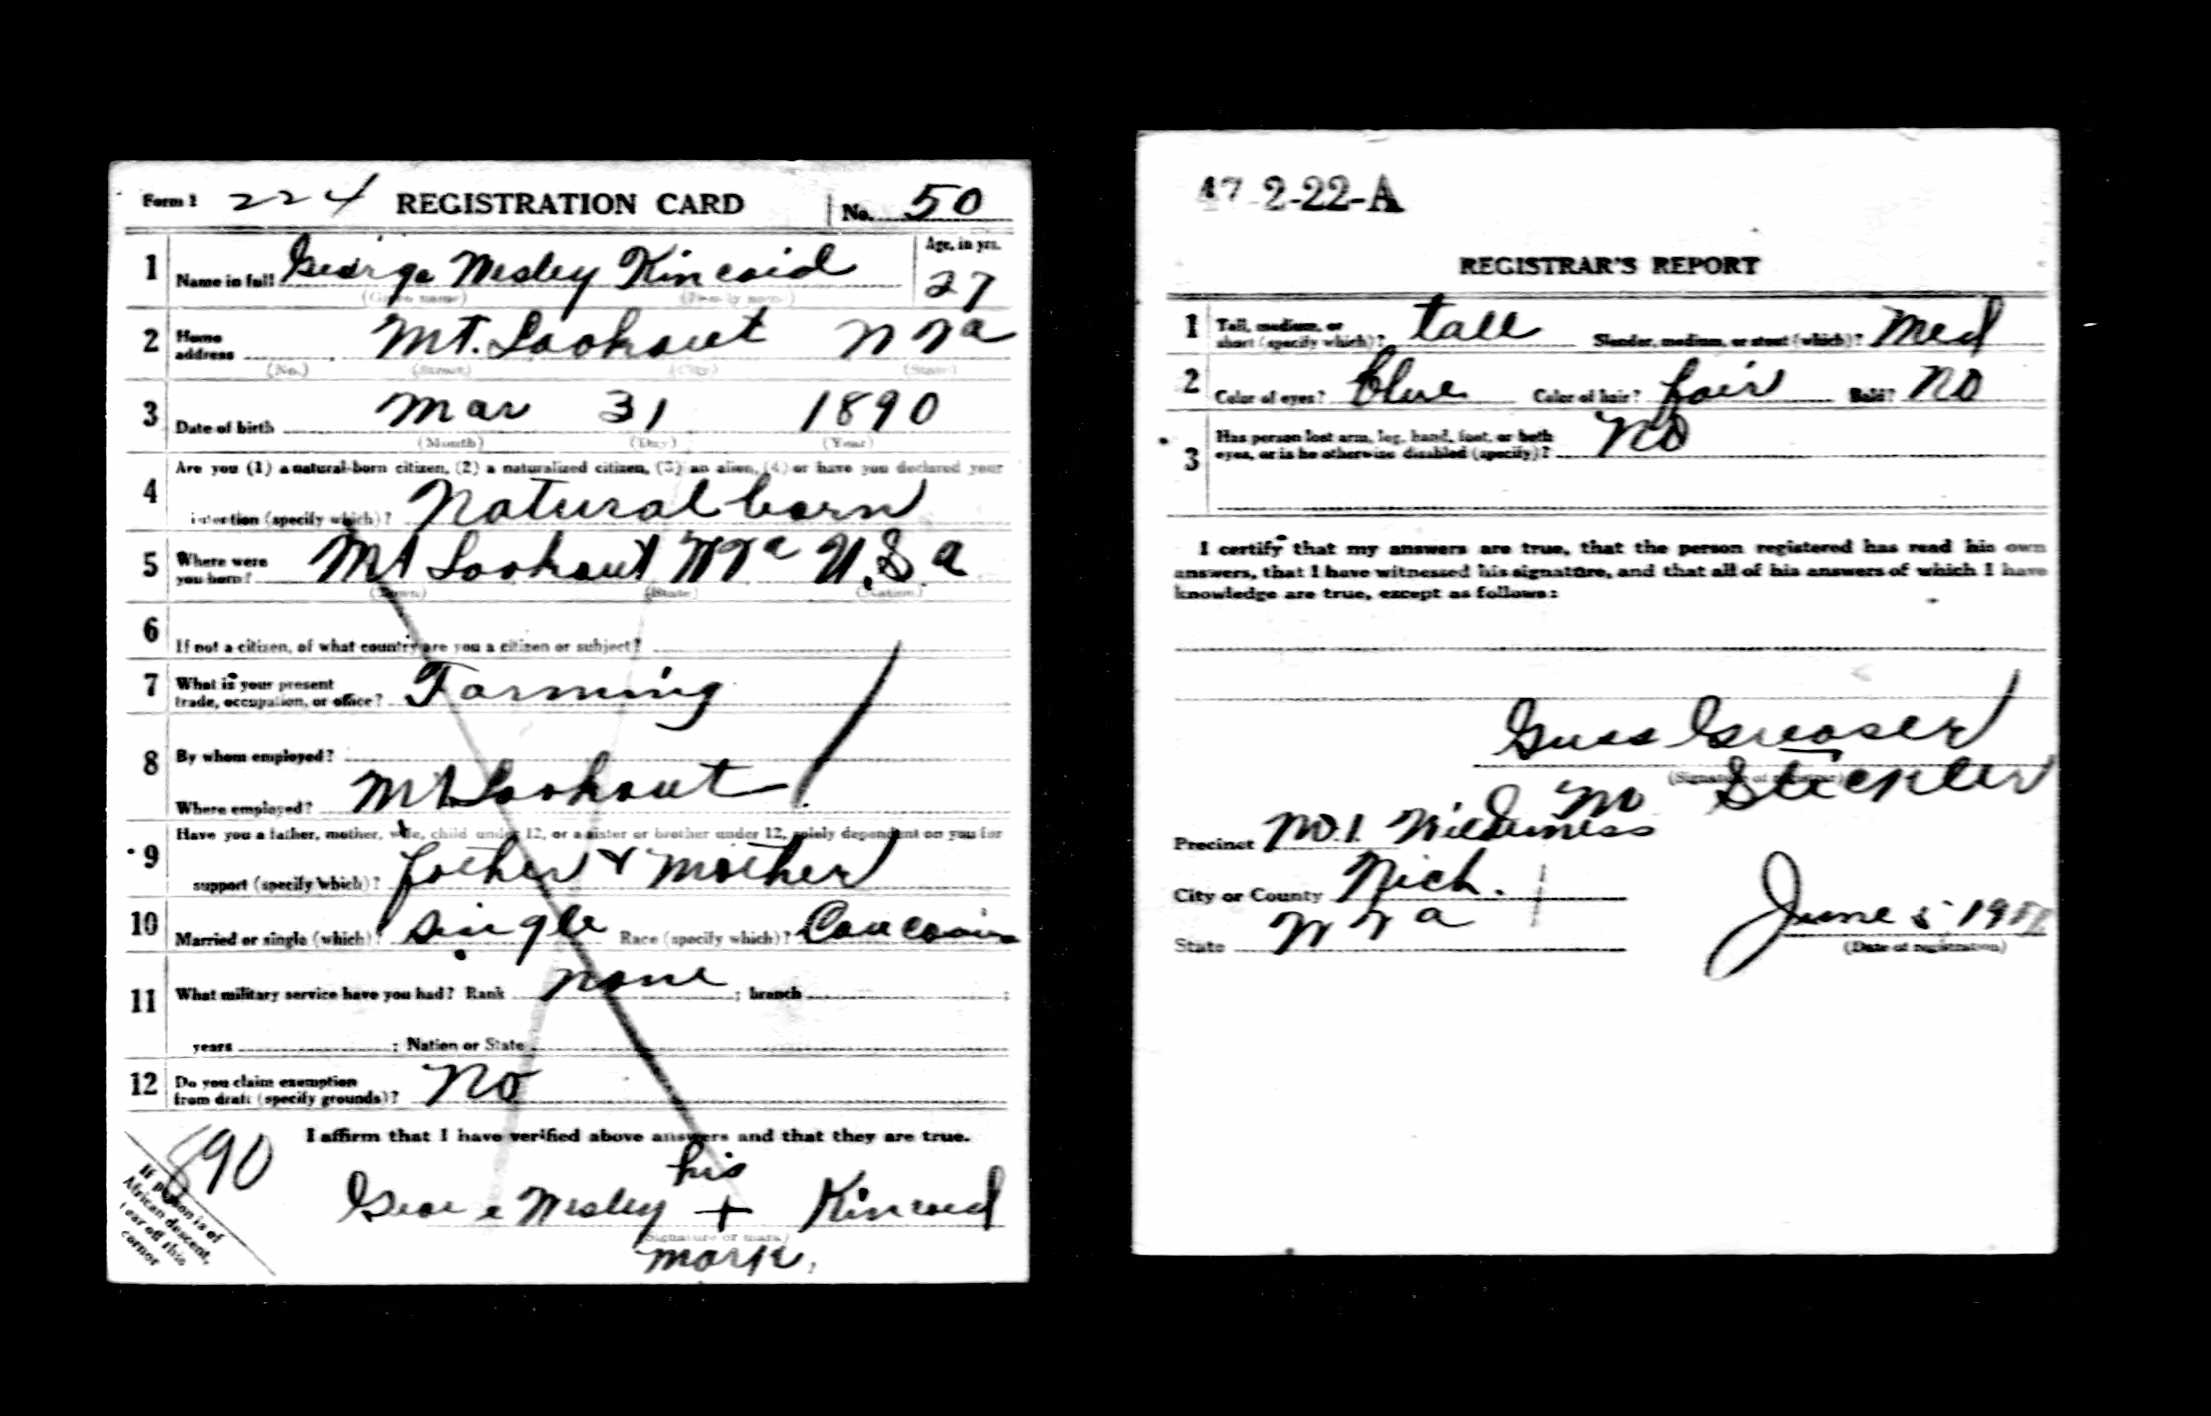 Form 1 224 REGISTRATION CARD No. 50
1 Name in full George Wesley Kincaid Age, in yrs.
(Given name) (Family name) 27
2 Home address Mt. Lookout W Va
(No.) (Street) (City) (State)
3 Date of birth Mar 31 1890
(Month) (Day) (Year)
Are you (1) a natural-born citizen, (2) a naturalized citizen, (3) an alien, (4) or have you declared your
4 intention (specify which)? Natural born
5 Where were you born? Mt Lookout W Va U.S.a
(Town) (State) (Nation)
6 If not a citizen, of what country are you a citizen or subject?
7 What is your present trade, occupation, or office? Farming
8 By whom employed?
Where employed? Mt Lookout
Have you a father, mother, wife, child under 12, or a sister or brother under 12, solely dependent on you for
9 support (specify which)? father & mother
10 Married or single (which)? single Race (specify which)? Caucasian
11 What military service have you had? Rank none ; branch ;
years ; Nation or State
12 Do you claim exemption from draft (specify grounds)? No
I affirm that I have verified above answers and that they are true.
890
his
George Wesley + Kincaid
(Signature or mark)
mark.
If person is of
African descent,
tear off this
corner
47 2-22-A
REGISTRAR'S REPORT
1 Tall, medium, or short (specify which)? tall Slender, medium, or stout (which)? Med
2 Color of eyes? blue Color of hair? fair Bald? No
3 Has person lost arm, leg, hand, foot, or both eyes, or is he otherwise disabled (specify)? No
I certify that my answers are true, that the person registered has read his own
answers, that I have witnessed his signature, and that all of his answers of which I have
knowledge are true, except as follows:
Guss Greaser
(Signature of registrar)
M Stickler
Precinct No.1. Wilderness
City or County Nich.
State W Va June 5 1917
(Date of registration)